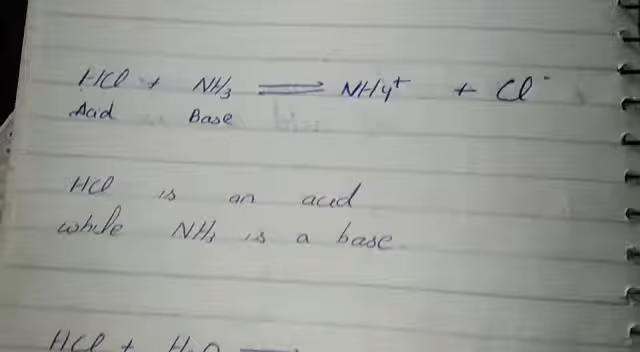 HCl + NH₃ ⇌ NH₄⁺ + Cl⁻
Acid Base
HCl is an acid
while NH₃ is a base.
HCl + H₂O